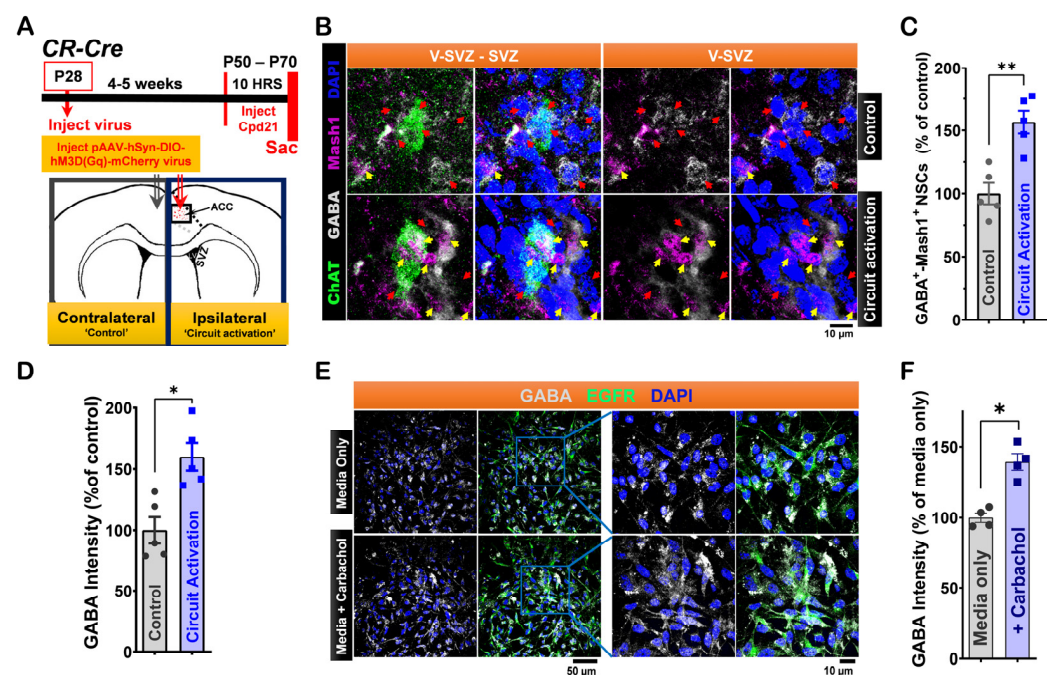 A
CR-Cre
P28
4-5 weeks
P50 – P70
10 HRS
Inject virus
Inject
Cpd21
Sac
Inject pAAV-hSyn-DIO-
hM3D(Gq)-mCherry virus
ACC
SVZ
Contralateral
'Control'
Ipsilateral
'Circuit activation'
B
V-SVZ - SVZ
V-SVZ
ChAT GABA Mash1 DAPI
Control
Circuit activation
10 µm
C
GABA⁺-Mash1⁺ NSCs (% of control)
200
150
100
50
0
**
Control
Circuit Activation
D
GABA Intensity (%of control)
200
150
100
50
0
*
Control
Circuit Activation
E
GABA EGFR DAPI
Media Only
Media + Carbachol
50 µm
10 µm
F
GABA Intensity (% of media only)
150
100
50
0
*
Media only
+ Carbachol